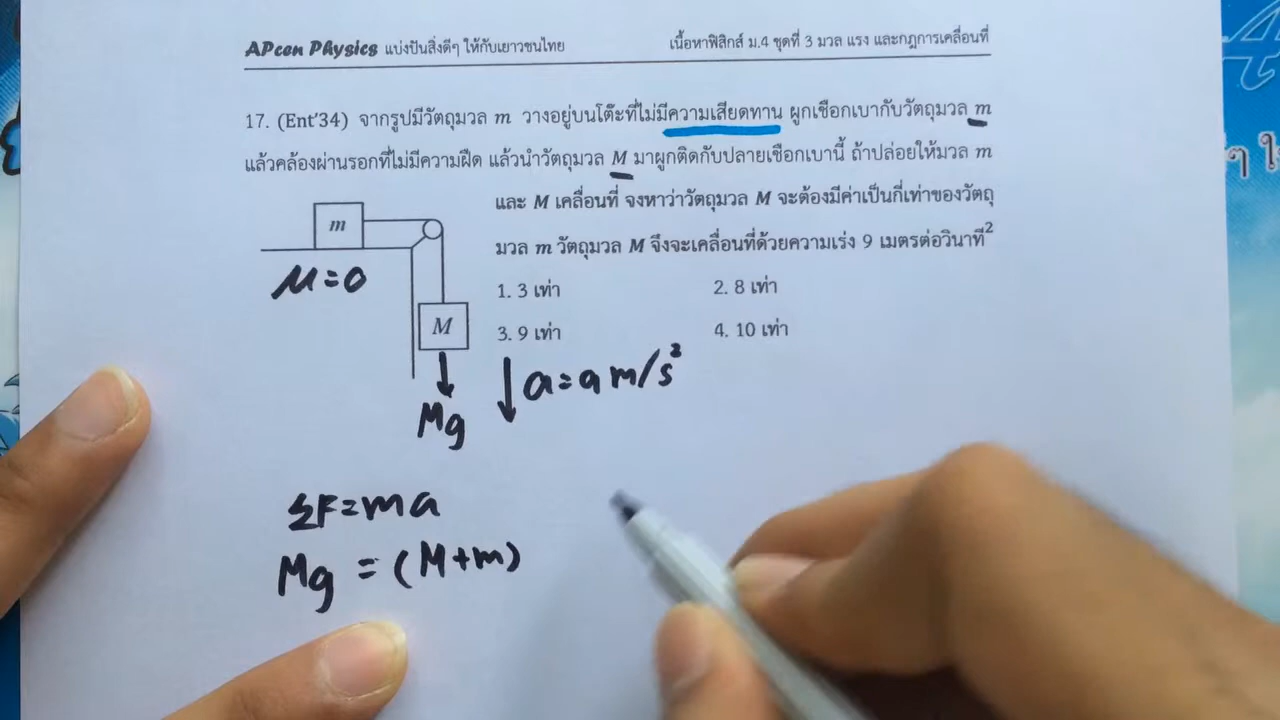 APcen Physics แบ่งปันสิ่งดีๆ ให้กับเยาวชนไทย
เนื้อหาฟิสิกส์ ม.4 ชุดที่ 3 มวล แรง และกฎการเคลื่อนที่
17. (Ent'34) จากรูปมีวัตถุมวล m วางอยู่บนโต๊ะที่ไม่มีความเสียดทาน ผูกเชือกเบากับวัตถุมวล m
แล้วคล้องผ่านรอกที่ไม่มีความฝืด แล้วนำวัตถุมวล M มาผูกติดกับปลายเชือกเบานี้ ถ้าปล่อยให้มวล m
และ M เคลื่อนที่ จงหาว่าวัตถุมวล M จะต้องมีค่าเป็นกี่เท่าของวัตถุ
มวล m วัตถุมวล M จึงจะเคลื่อนที่ด้วยความเร่ง 9 เมตรต่อวินาที²
1. 3 เท่า
2. 8 เท่า
3. 9 เท่า
4. 10 เท่า
m
μ=0
M
Mg
a=9 m/s²
ΣF=ma
Mg = (M+m)
ๆ ใ